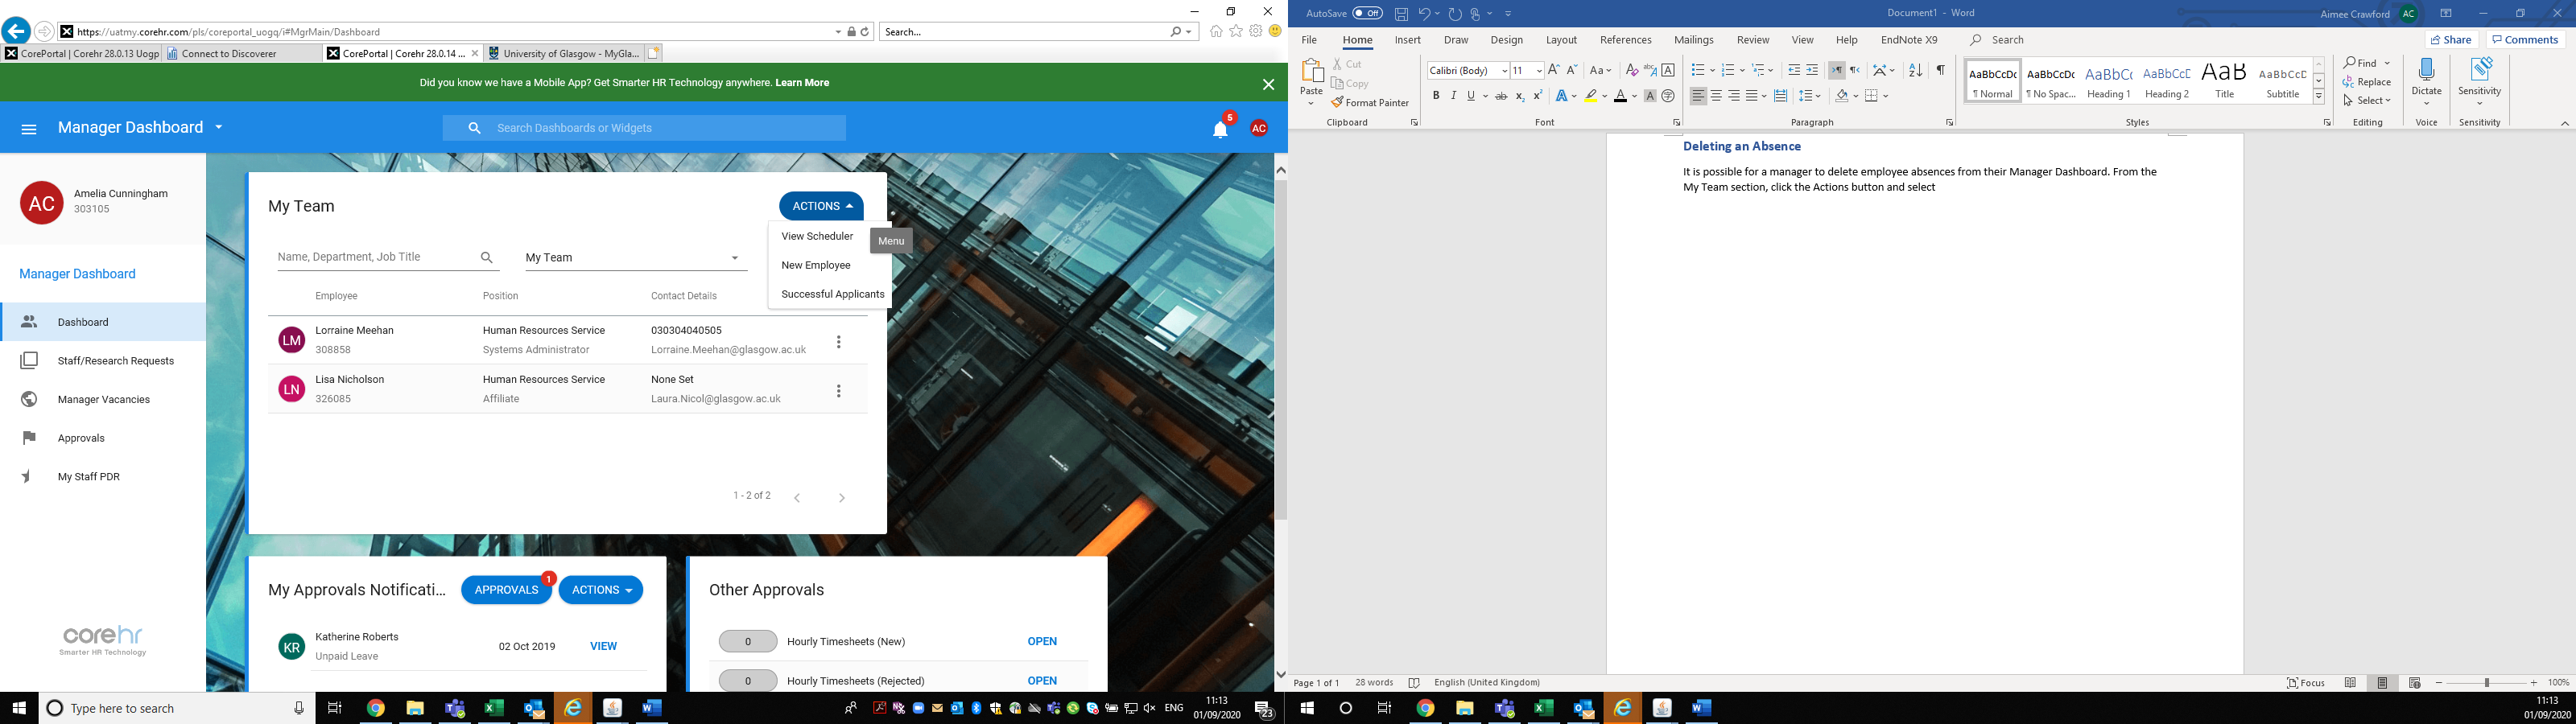 https://uatmy.corehr.com/pls/coreportal_uogq/i#MgrMain/Dashboard
Search...
CorePortal | Corehr 28.0.13 Uogp
Connect to Discoverer
CorePortal | Corehr 28.0.14 ...
University of Glasgow - MyGla...
Did you know we have a Mobile App? Get Smarter HR Technology anywhere. Learn More
Manager Dashboard
Search Dashboards or Widgets
5
AC
AC
Amelia Cunningham
303105
Manager Dashboard
Dashboard
Staff/Research Requests
Manager Vacancies
Approvals
My Staff PDR
corehr
Smarter HR Technology
My Team
ACTIONS
View Scheduler
Menu
New Employee
Successful Applicants
Name, Department, Job Title
My Team
Employee
Position
Contact Details
LM
Lorraine Meehan
308858
Human Resources Service
Systems Administrator
030304040505
Lorraine.Meehan@glasgow.ac.uk
LN
Lisa Nicholson
326085
Human Resources Service
Affiliate
None Set
Laura.Nicol@glasgow.ac.uk
1 - 2 of 2
My Approvals Notificati...
APPROVALS
1
ACTIONS
KR
Katherine Roberts
Unpaid Leave
02 Oct 2019
VIEW
Other Approvals
0
Hourly Timesheets (New)
OPEN
0
Hourly Timesheets (Rejected)
OPEN
Type here to search
ENG
11:13
01/09/2020
23
AutoSave
Off
Document1 - Word
Aimee Crawford
AC
File
Home
Insert
Draw
Design
Layout
References
Mailings
Review
View
Help
EndNote X9
Search
Share
Comments
Paste
Cut
Copy
Format Painter
Clipboard
Calibri (Body)
11
Font
Paragraph
AaBbCcDc
¶ Normal
AaBbCcDc
¶ No Spac...
AaBbCc
Heading 1
AaBbCcC
Heading 2
AaB
Title
AaBbCcD
Subtitle
Styles
Find
Replace
Select
Editing
Dictate
Voice
Sensitivity
Sensitivity
Deleting an Absence
It is possible for a manager to delete employee absences from their Manager Dashboard. From the
My Team section, click the Actions button and select
Page 1 of 1
28 words
English (United Kingdom)
Focus
100%
11:13
01/09/2020